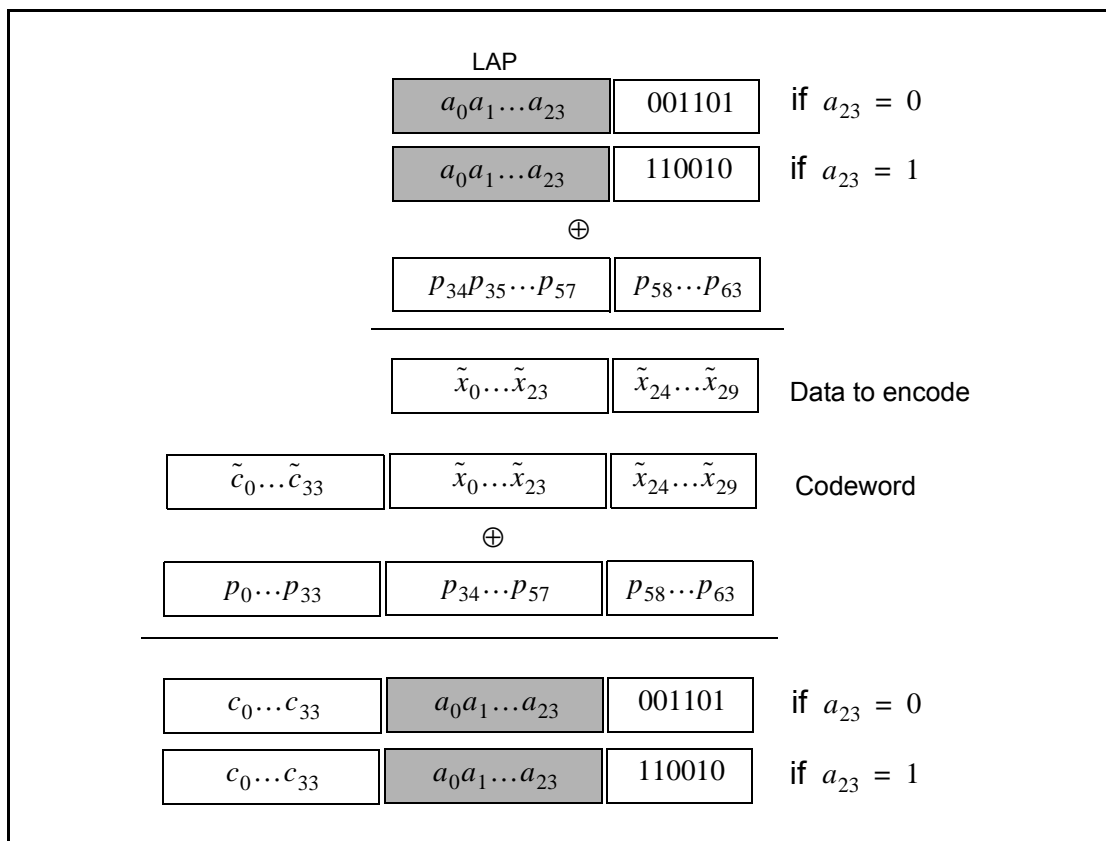 LAP
a₀a₁…a₂₃ 001101 if a₂₃ = 0
a₀a₁…a₂₃ 110010 if a₂₃ = 1
⊕
p₃₄p₃₅…p₅₇ p₅₈…p₆₃
x̃₀…x̃₂₃ x̃₂₄…x̃₂₉ Data to encode
c̃₀…c̃₃₃ x̃₀…x̃₂₃ x̃₂₄…x̃₂₉ Codeword
⊕
p₀…p₃₃ p₃₄…p₅₇ p₅₈…p₆₃
c₀…c₃₃ a₀a₁…a₂₃ 001101 if a₂₃ = 0
c₀…c₃₃ a₀a₁…a₂₃ 110010 if a₂₃ = 1